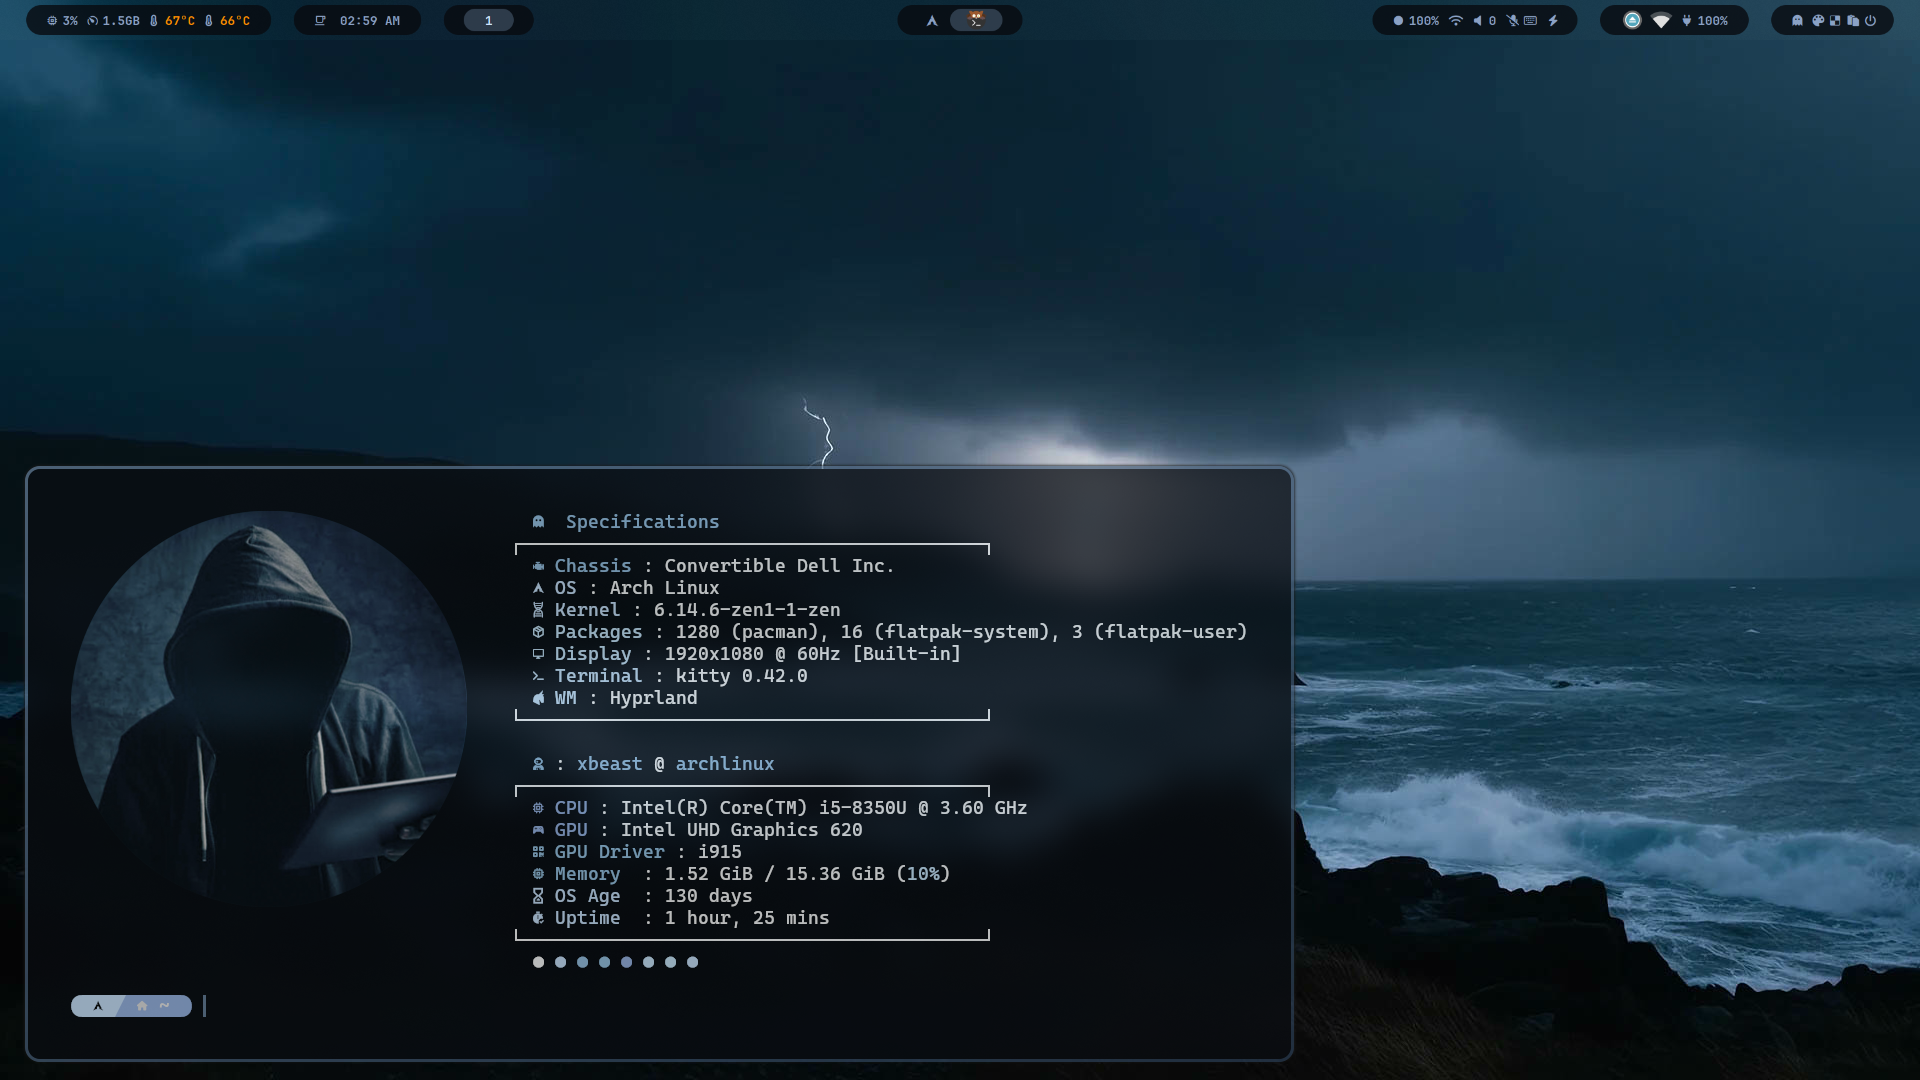 3% 1.5GB 67°C 66°C
02:59 AM
1
100% 0
100%
Specifications
Chassis : Convertible Dell Inc.
OS : Arch Linux
Kernel : 6.14.6-zen1-1-zen
Packages : 1280 (pacman), 16 (flatpak-system), 3 (flatpak-user)
Display : 1920x1080 @ 60Hz [Built-in]
Terminal : kitty 0.42.0
WM : Hyprland
: xbeast @ archlinux
CPU : Intel(R) Core(TM) i5-8350U @ 3.60 GHz
GPU : Intel UHD Graphics 620
GPU Driver : i915
Memory : 1.52 GiB / 15.36 GiB (10%)
OS Age : 130 days
Uptime : 1 hour, 25 mins
~